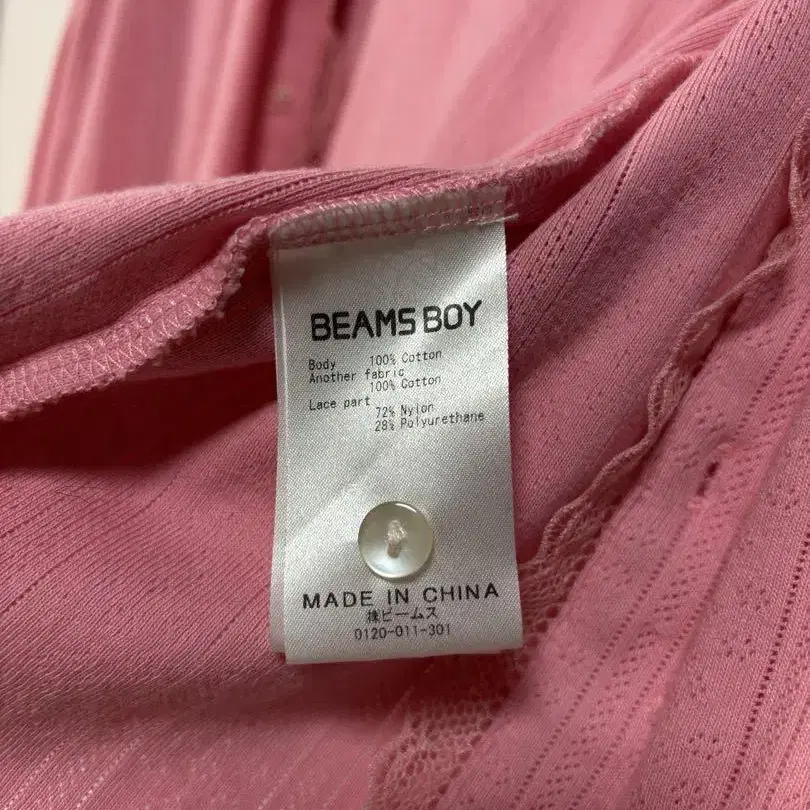 BEAMS BOY
Body 100% Cotton
Another fabric
100% Cotton
Lace part
72% Nylon
28% Polyurethane
MADE IN CHINA
㈱ビームス
0120-011-301